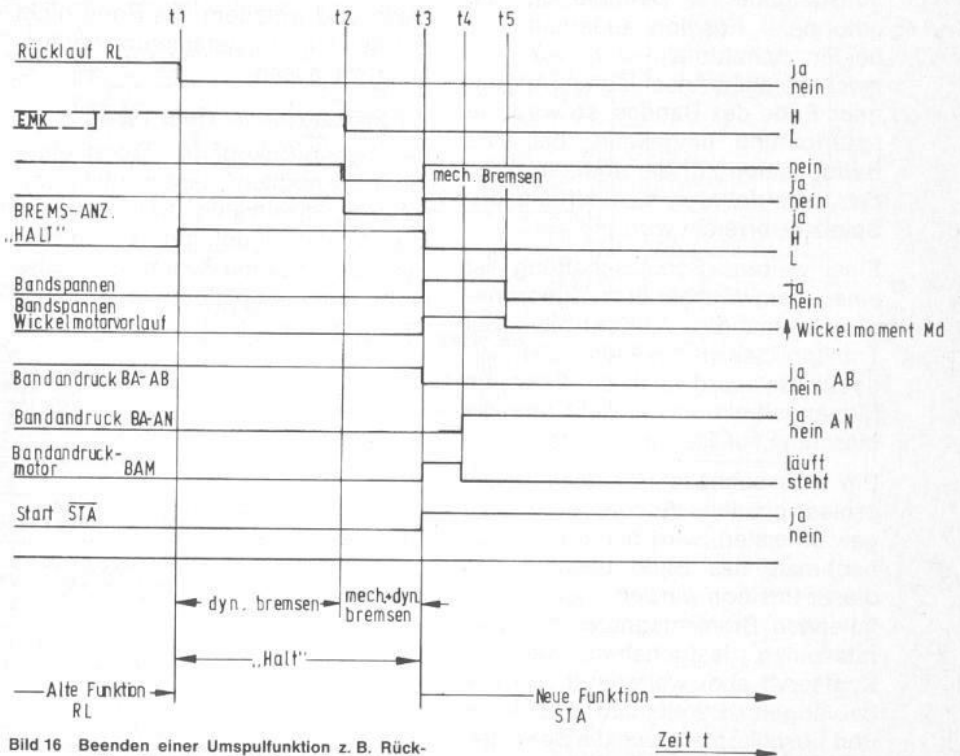 t1 t2 t3 t4 t5
Rücklauf RL
ja
nein
EMK
H
L
nein
mech. Bremsen
ja
nein
BREMS-ANZ.
ja
„HALT"
H
L
Bandspannen
ja
nein
Bandspannen
Wickelmotorvorlauf
Wickelmoment Md
Bandandruck BA-AB
ja
nein AB
Bandandruck BA-AN
ja
nein AN
Bandandruck-
motor BAM
läuft
steht
Start STA
ja
nein
dyn. bremsen
mech.+dyn.
bremsen
„Halt"
Alte Funktion
RL
Neue Funktion
STA
Zeit t
Bild 16 Beenden einer Umspulfunktion z. B. Rück-